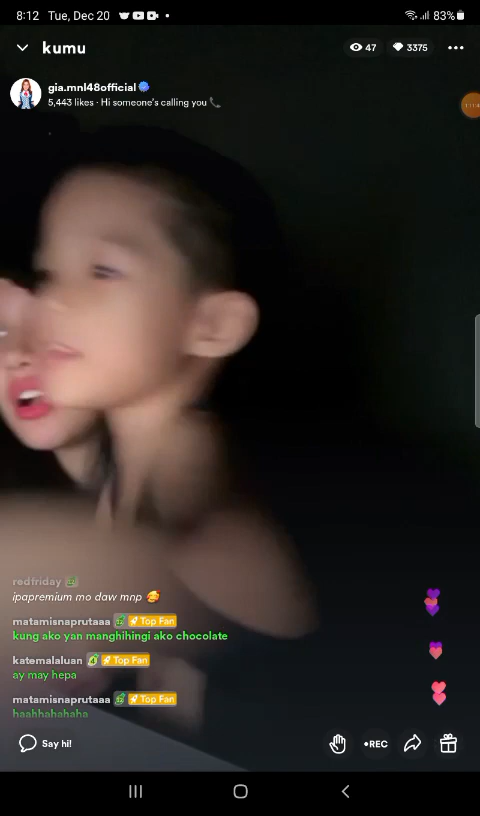 8:12 Tue, Dec 20 83%
kumu 47 3375
gia.mnl48official
5,443 likes · Hi someone's calling you 📞
redfriday
ipapremium mo daw mnp 🥰
matamisnaprutaaa Top Fan
kung ako yan manghihingi ako chocolate
katemalaluan Top Fan
ay may hepa
matamisnaprutaaa Top Fan
haahhahahaha
Say hi! •REC